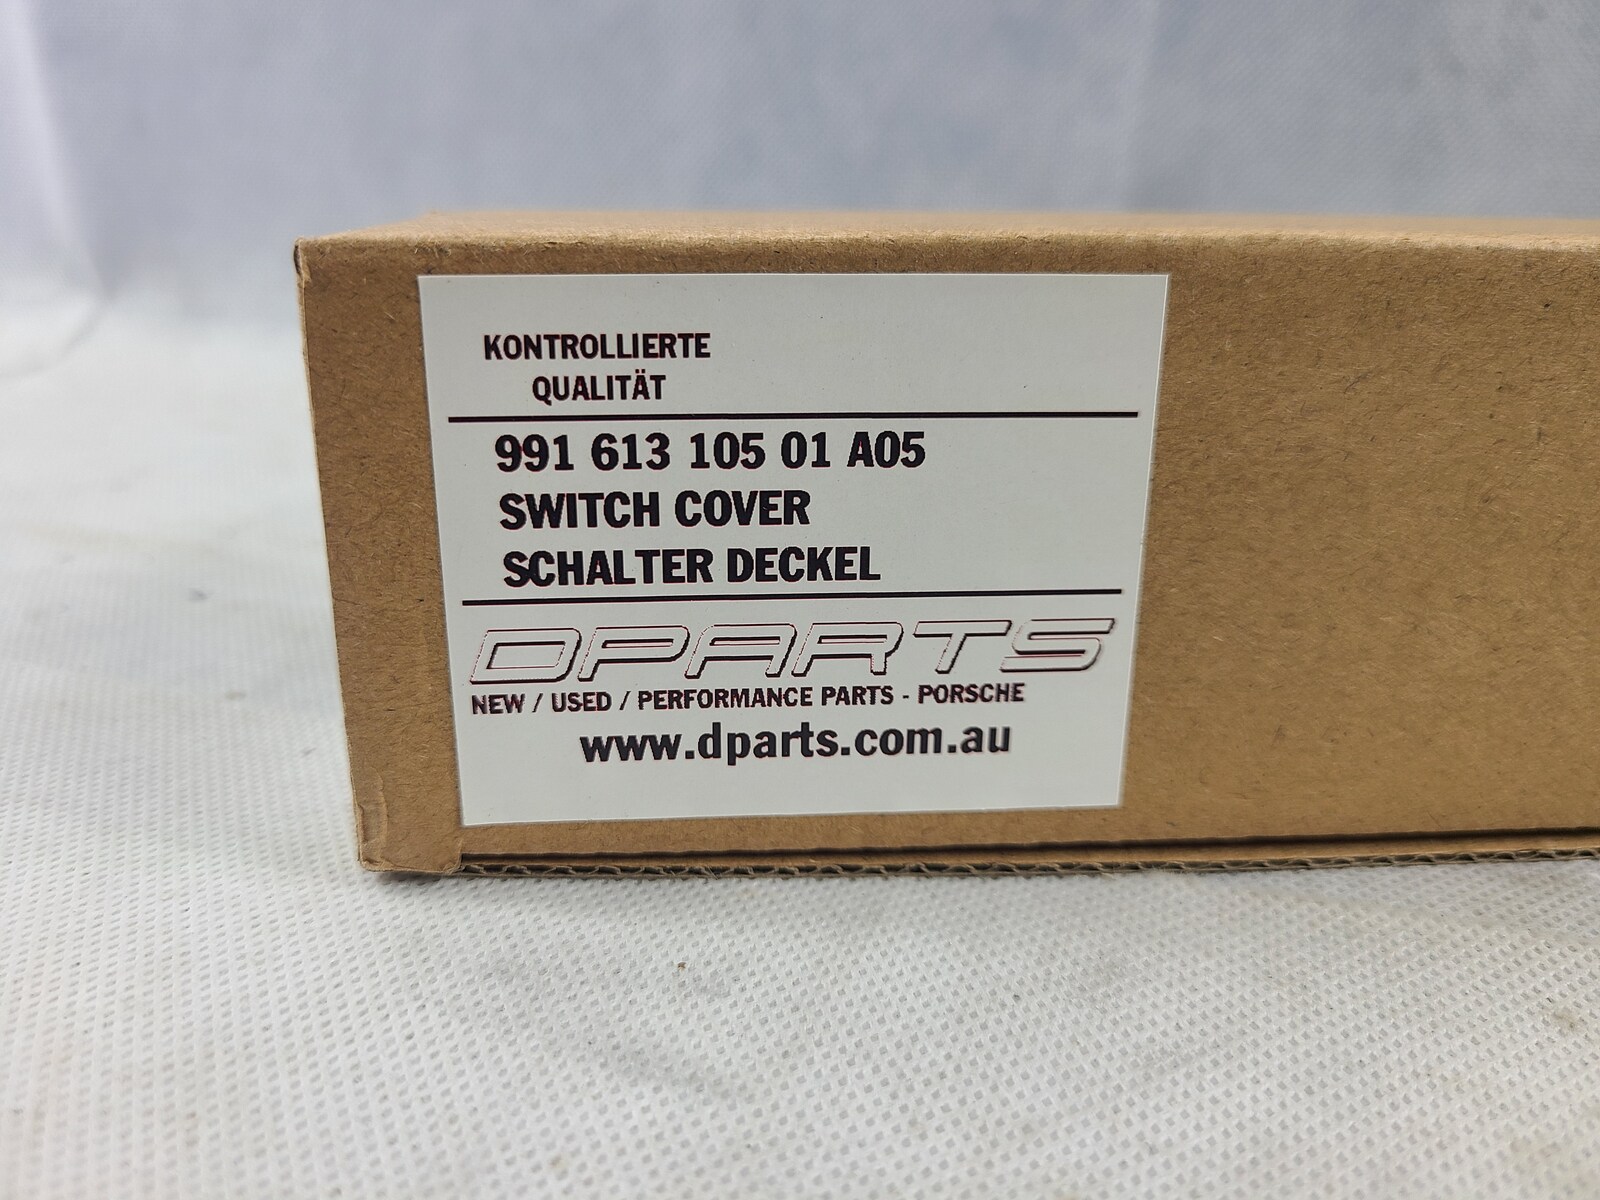 KONTROLLIERTE
QUALITÄT
991 613 105 01 A05
SWITCH COVER
SCHALTER DECKEL
DPARTS
NEW / USED / PERFORMANCE PARTS - PORSCHE
www.dparts.com.au